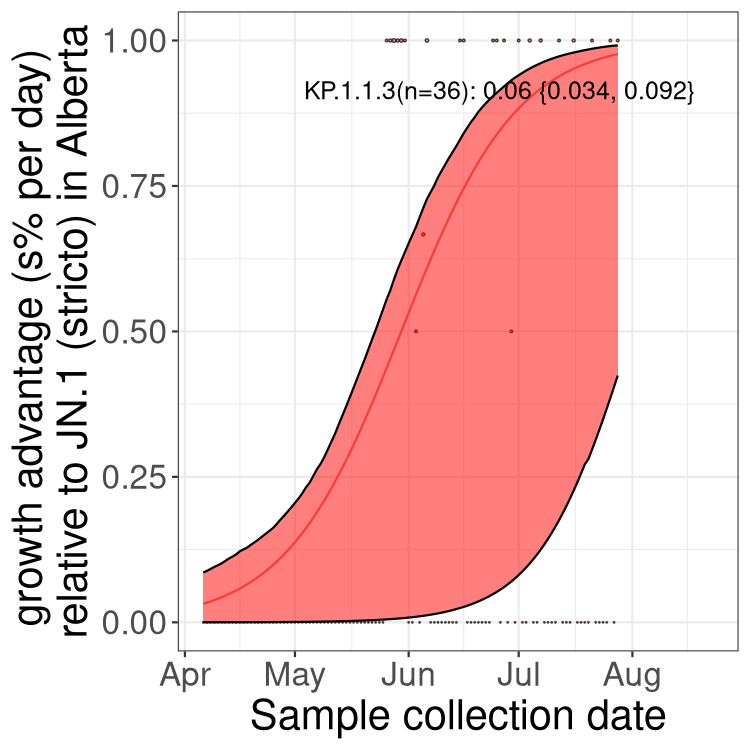 growth advantage (s% per day)
relative to JN.1 (stricto) in Alberta
1.00
0.75
0.50
0.25
0.00
KP.1.1.3(n=36): 0.06 {0.034, 0.092}
Apr May Jun Jul Aug
Sample collection date